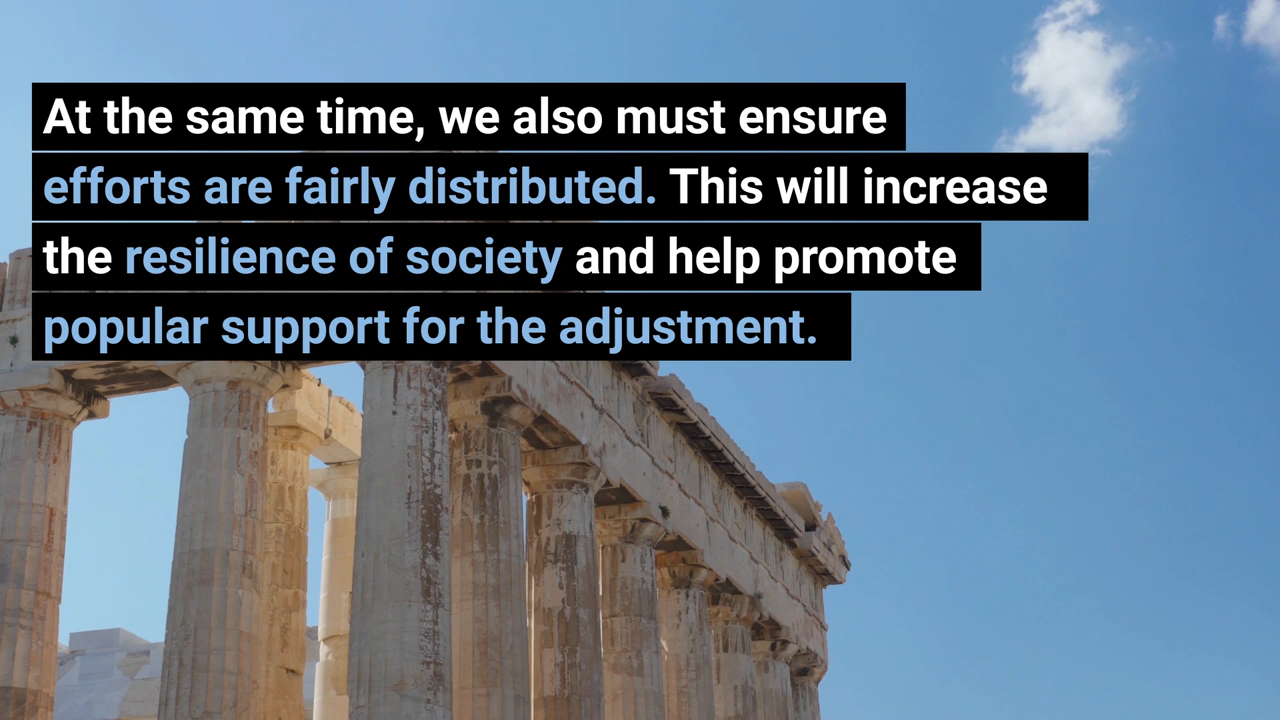 At the same time, we also must ensure
efforts are fairly distributed. This will increase
the resilience of society and help promote
popular support for the adjustment.